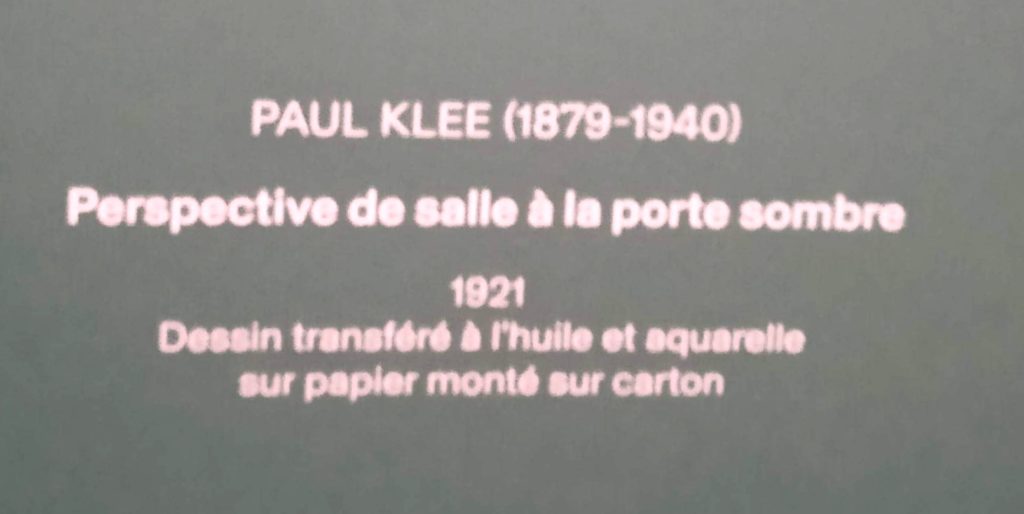 PAUL KLEE (1879-1940)
Perspective de salle à la porte sombre
1921
Dessin transféré à l'huile et aquarelle
sur papier monté sur carton